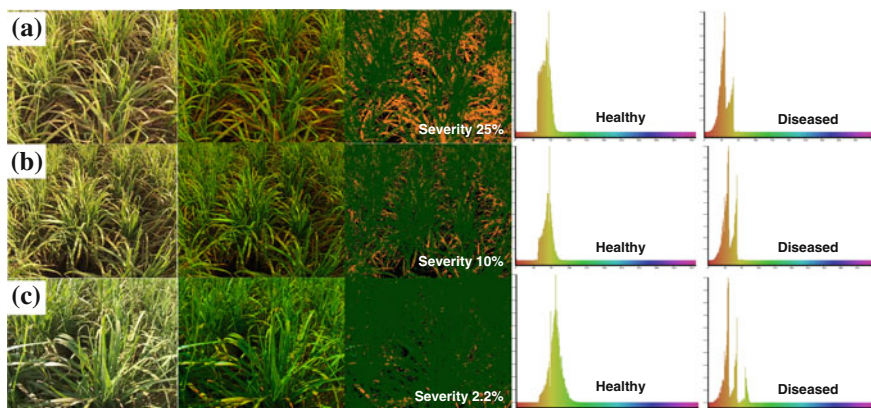 (a)
Severity 25%
Healthy
Diseased
(b)
Severity 10%
Healthy
Diseased
(c)
Severity 2.2%
Healthy
Diseased